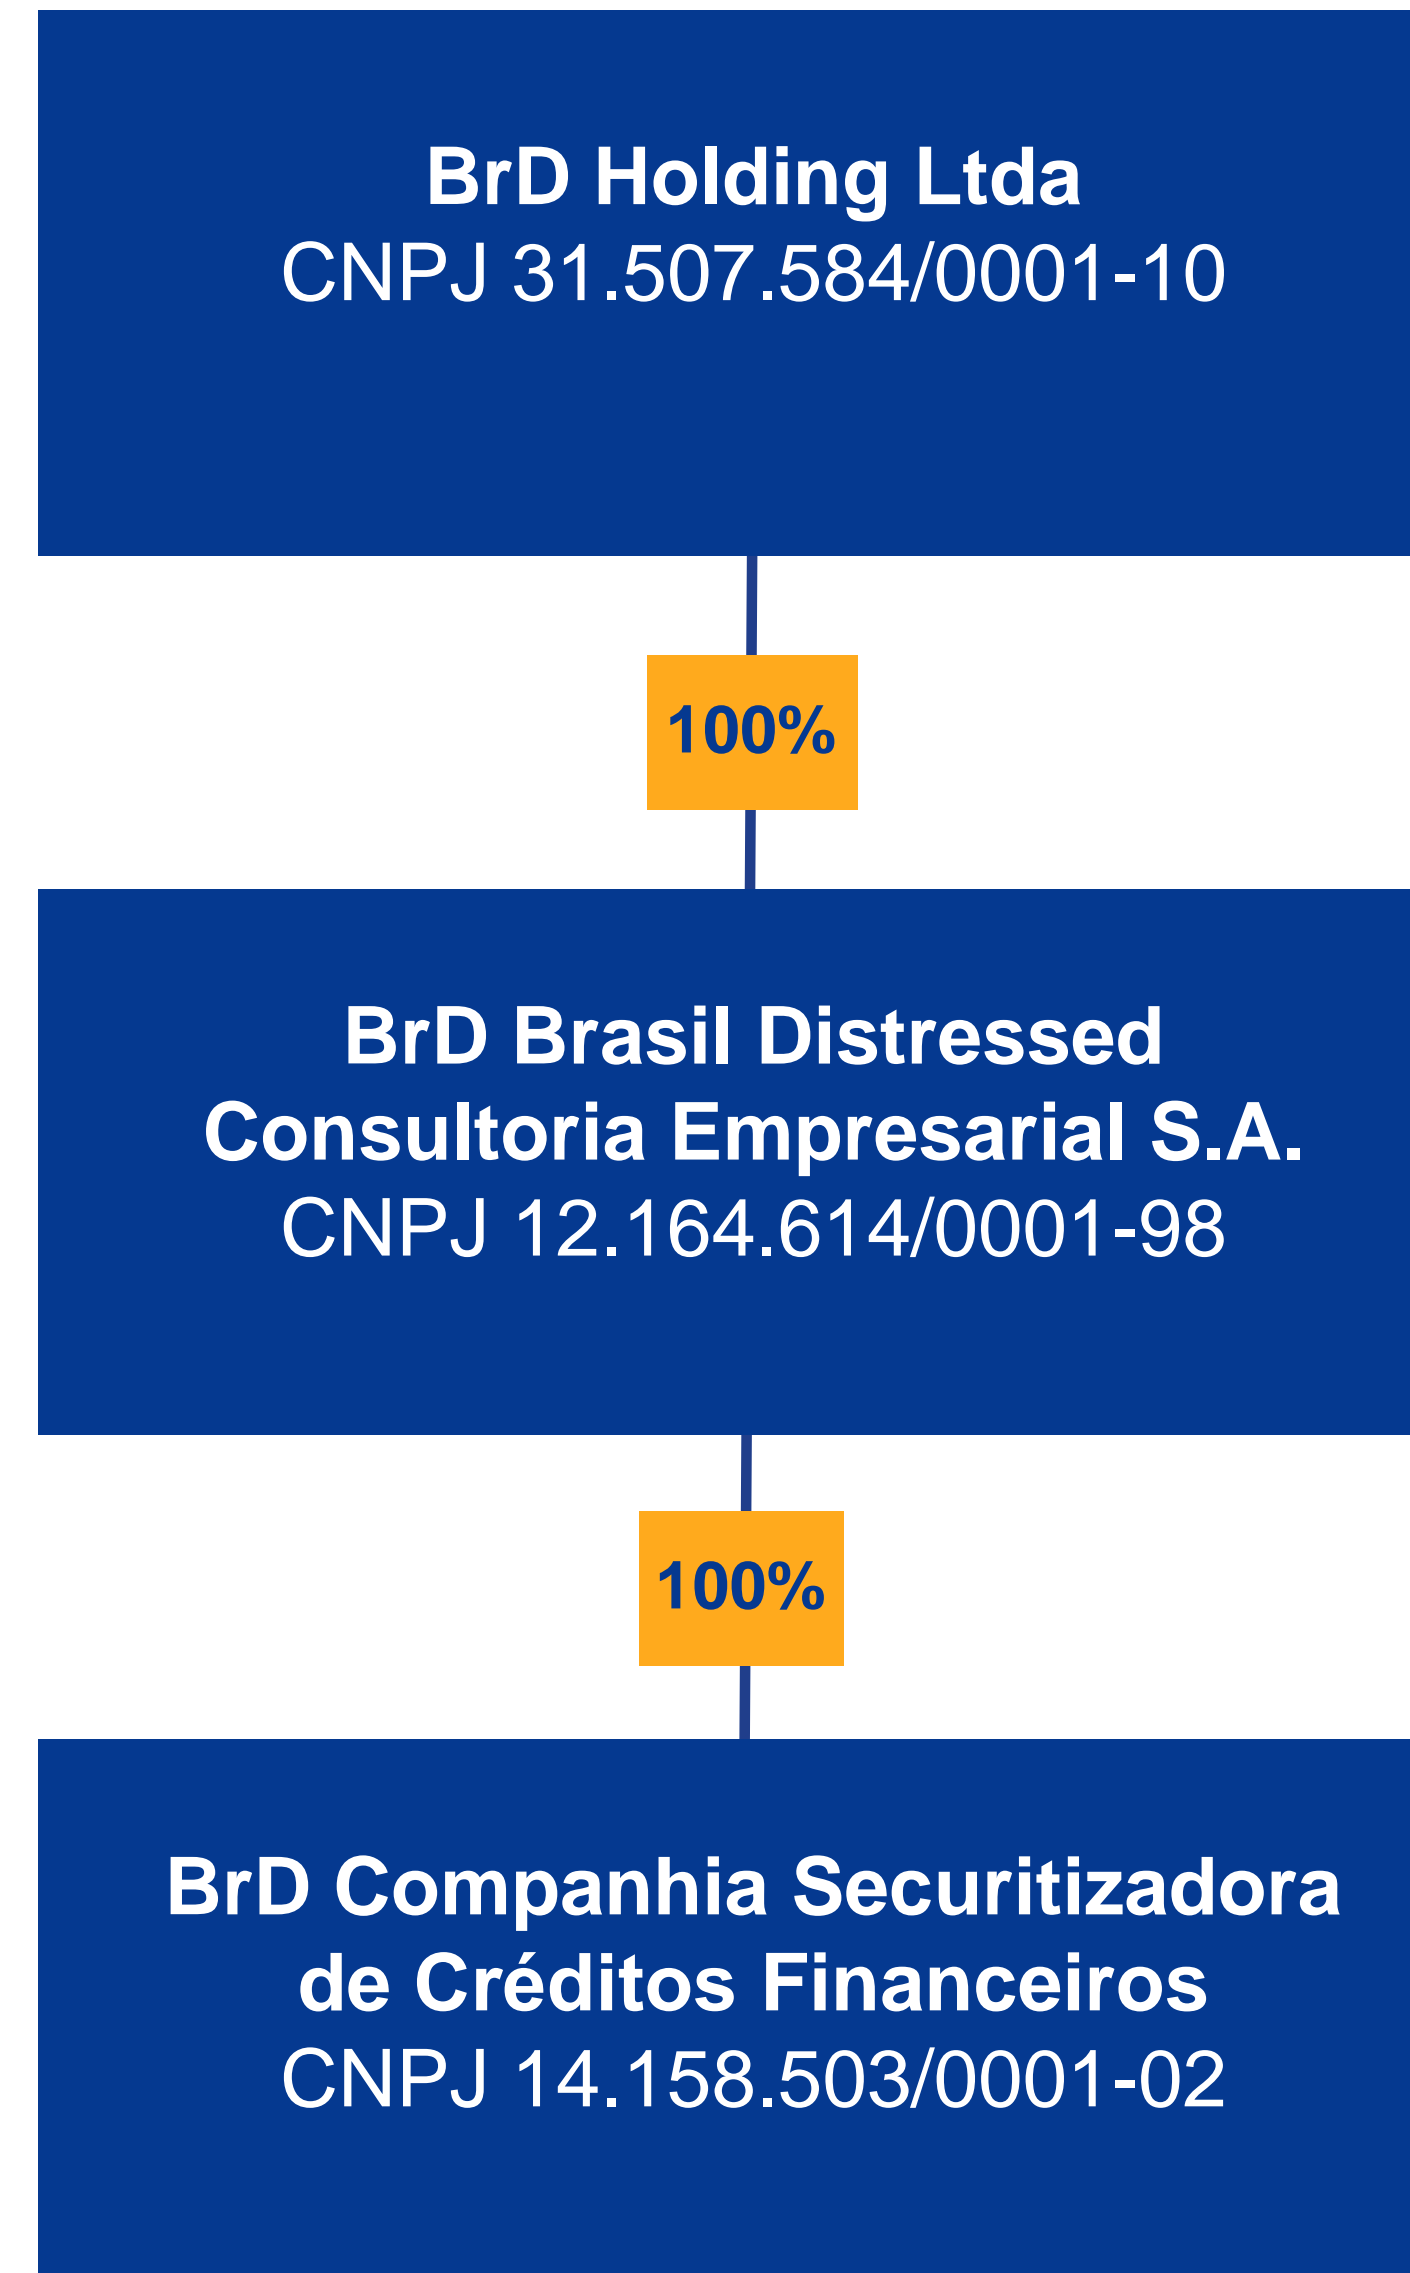 BrD Holding Ltda
CNPJ 31.507.584/0001-10
100%
BrD Brasil Distressed
Consultoria Empresarial S.A.
CNPJ 12.164.614/0001-98
100%
BrD Companhia Securitizadora
de Créditos Financeiros
CNPJ 14.158.503/0001-02